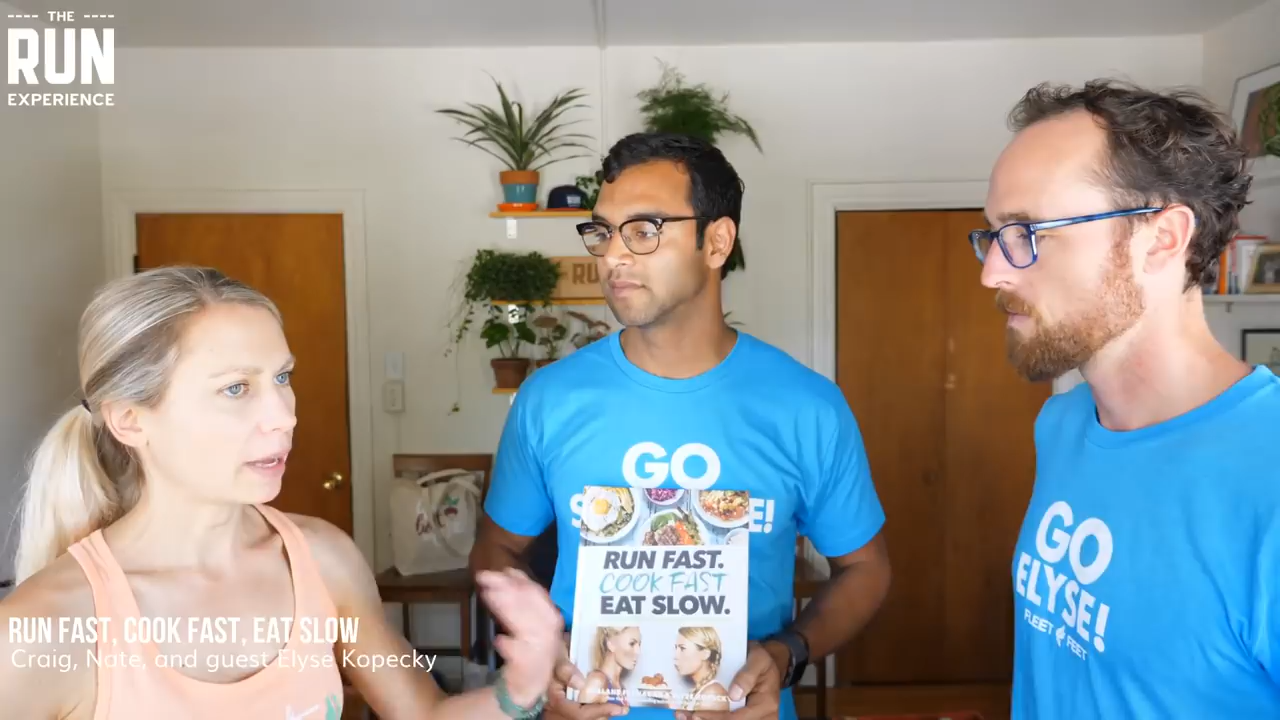 THE
RUN
EXPERIENCE
RU
GO
E!
RUN FAST.
COOK FAST
EAT SLOW.
GO
ELYSE!
FLEET FEET
RUN FAST, COOK FAST, EAT SLOW
Craig, Nate, and guest Elyse Kopecky